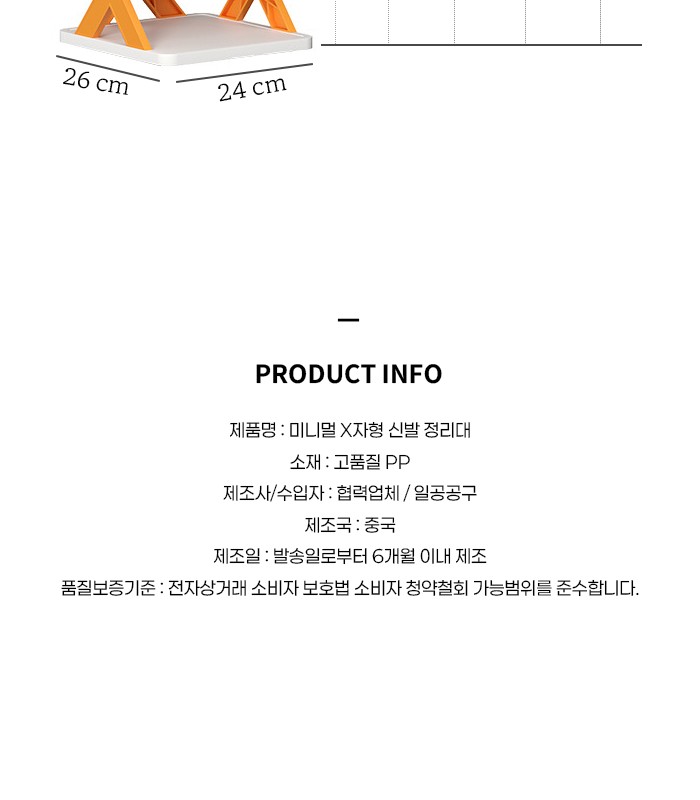 26 cm
24 cm
PRODUCT INFO
제품명 : 미니멀 X자형 신발 정리대
소재 : 고품질 PP
제조사/수입자 : 협력업체 / 일공공구
제조국 : 중국
제조일 : 발송일로부터 6개월 이내 제조
품질보증기준 : 전자상거래 소비자 보호법 소비자 청약철회 가능범위를 준수합니다.